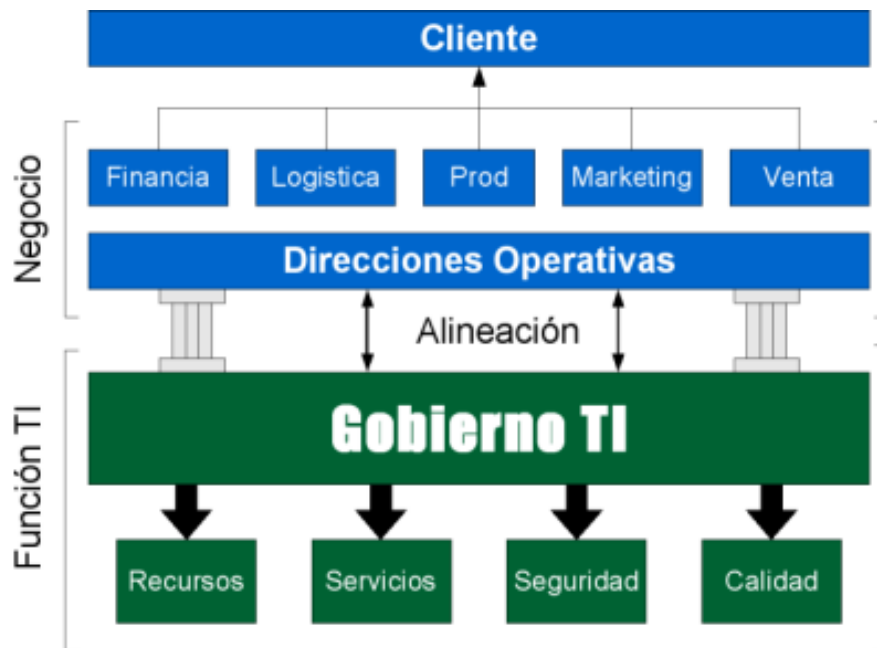 Cliente
Negocio
Financia
Logistica
Prod
Marketing
Venta
Direcciones Operativas
Alineación
Función TI
Gobierno TI
Recursos
Servicios
Seguridad
Calidad